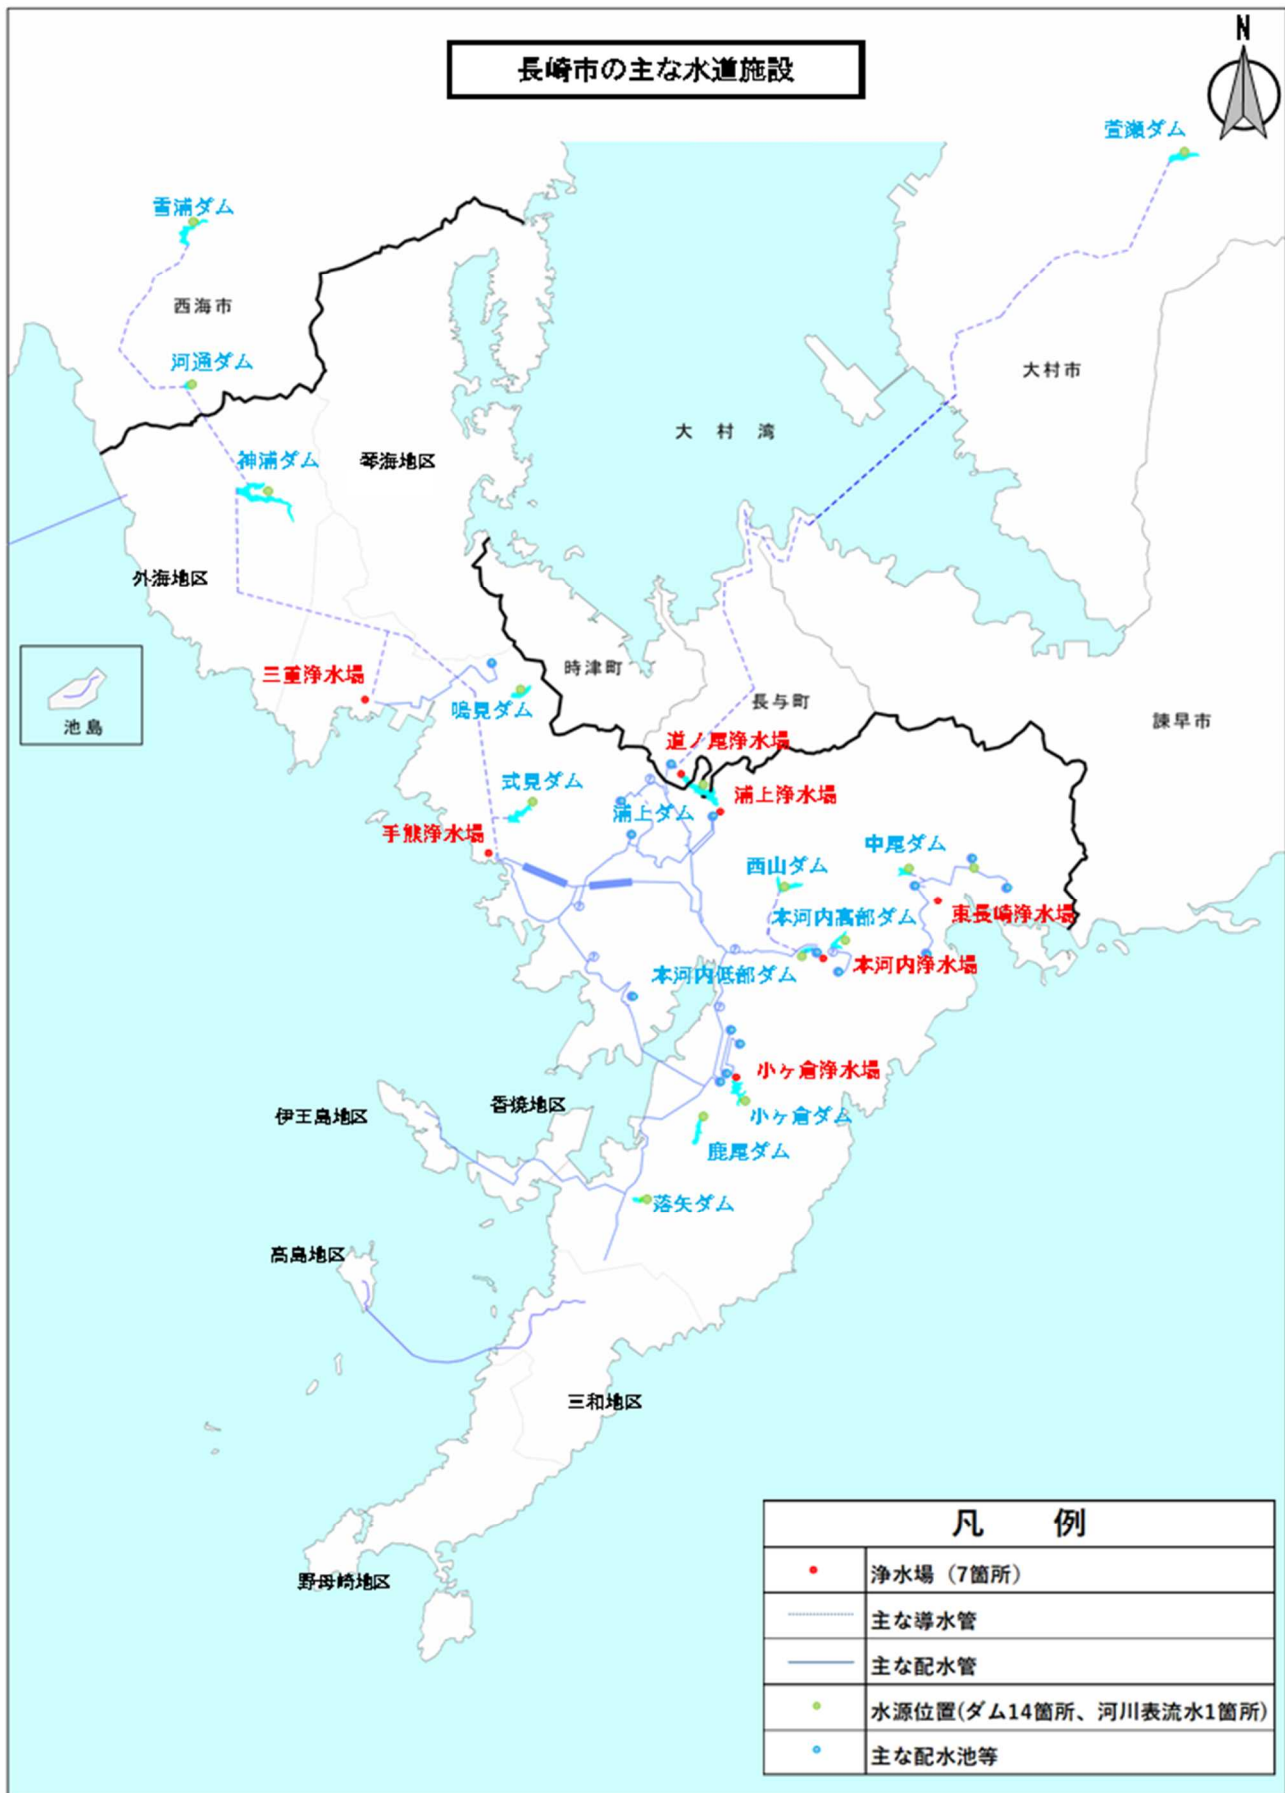 長崎市の主な水道施設
N
萱瀬ダム
雪浦ダム
西海市
河通ダム
大村市
大村湾
神浦ダム
琴海地区
外海地区
時津町
三重浄水場
鳴見ダム
長与町
諫早市
池島
道ノ尾浄水場
式見ダム
浦上浄水場
浦上ダム
手熊浄水場
中尾ダム
西山ダム
東長崎浄水場
本河内高部ダム
本河内浄水場
本河内低部ダム
小ヶ倉浄水場
香焼地区
伊王島地区
小ヶ倉ダム
鹿尾ダム
落矢ダム
高島地区
三和地区
野母崎地区
凡例
浄水場（7箇所）
主な導水管
主な配水管
水源位置(ダム14箇所、河川表流水1箇所)
主な配水池等